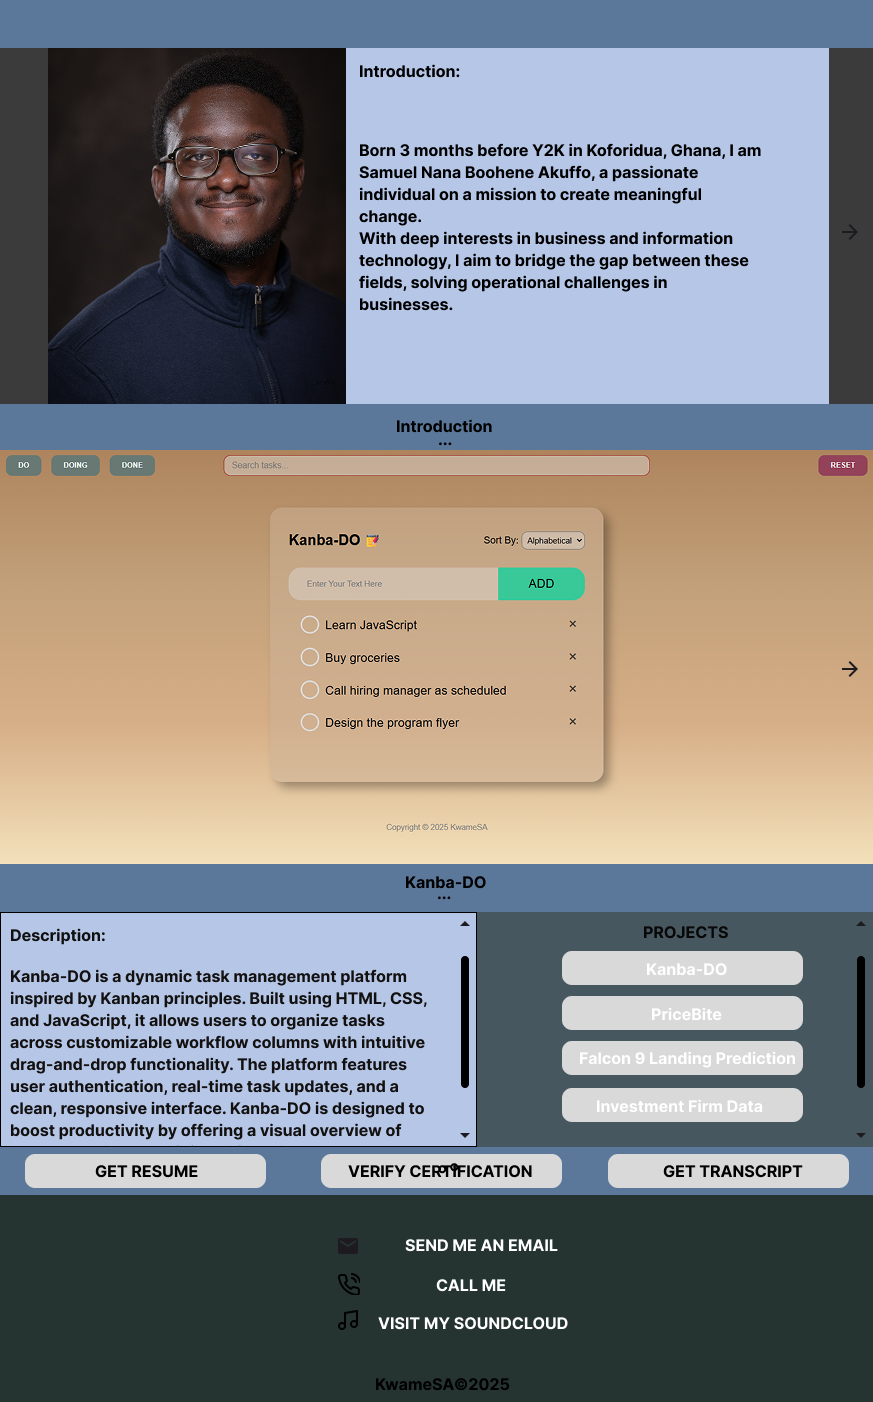 Introduction:
Born 3 months before Y2K in Koforidua, Ghana, I am
Samuel Nana Boohene Akuffo, a passionate
individual on a mission to create meaningful
change.
With deep interests in business and information
technology, I aim to bridge the gap between these
fields, solving operational challenges in
businesses.
Introduction
...
DO
DOING
DONE
Search tasks...
RESET
Kanba-DO
Sort By: Alphabetical
Enter Your Text Here
ADD
Learn JavaScript
Buy groceries
Call hiring manager as scheduled
Design the program flyer
Copyright © 2025 KwameSA
Kanba-DO
...
Description:
Kanba-DO is a dynamic task management platform
inspired by Kanban principles. Built using HTML, CSS,
and JavaScript, it allows users to organize tasks
across customizable workflow columns with intuitive
drag-and-drop functionality. The platform features
user authentication, real-time task updates, and a
clean, responsive interface. Kanba-DO is designed to
boost productivity by offering a visual overview of
PROJECTS
Kanba-DO
PriceBite
Falcon 9 Landing Prediction
Investment Firm Data
GET RESUME
VERIFY CERTIFICATION
GET TRANSCRIPT
SEND ME AN EMAIL
CALL ME
VISIT MY SOUNDCLOUD
KwameSA©2025